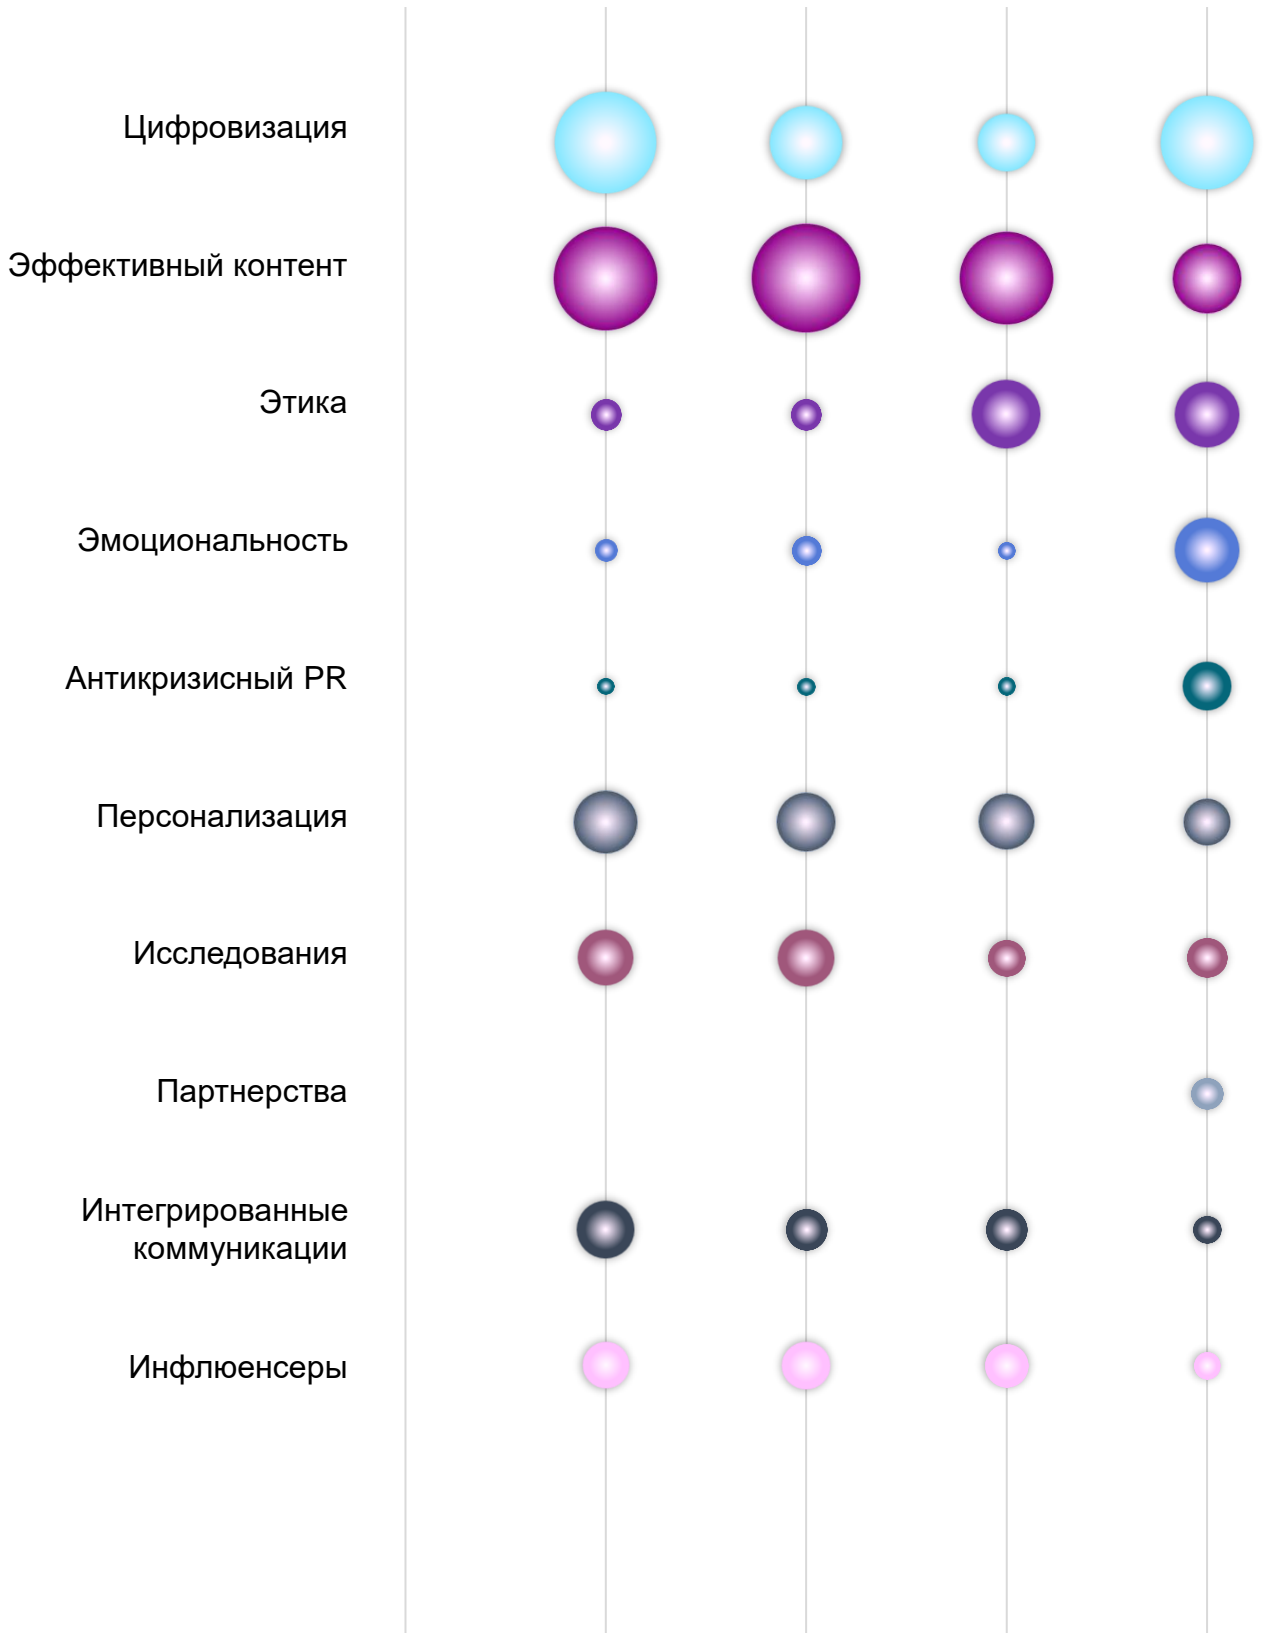 Цифровизация
Эффективный контент
Этика
Эмоциональность
Антикризисный PR
Персонализация
Исследования
Партнерства
Интегрированные
коммуникации
Инфлюенсеры